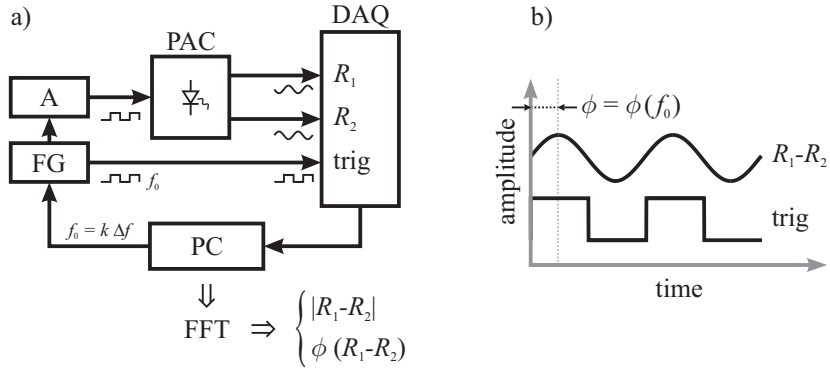 a)
DAQ
PAC
A
R₁
R₂
FG
f₀
trig
f₀ = k Δf
PC
FFT ⇒ { |R₁-R₂|
ϕ (R₁-R₂)
b)
ϕ = ϕ(f₀)
amplitude
R₁-R₂
trig
time